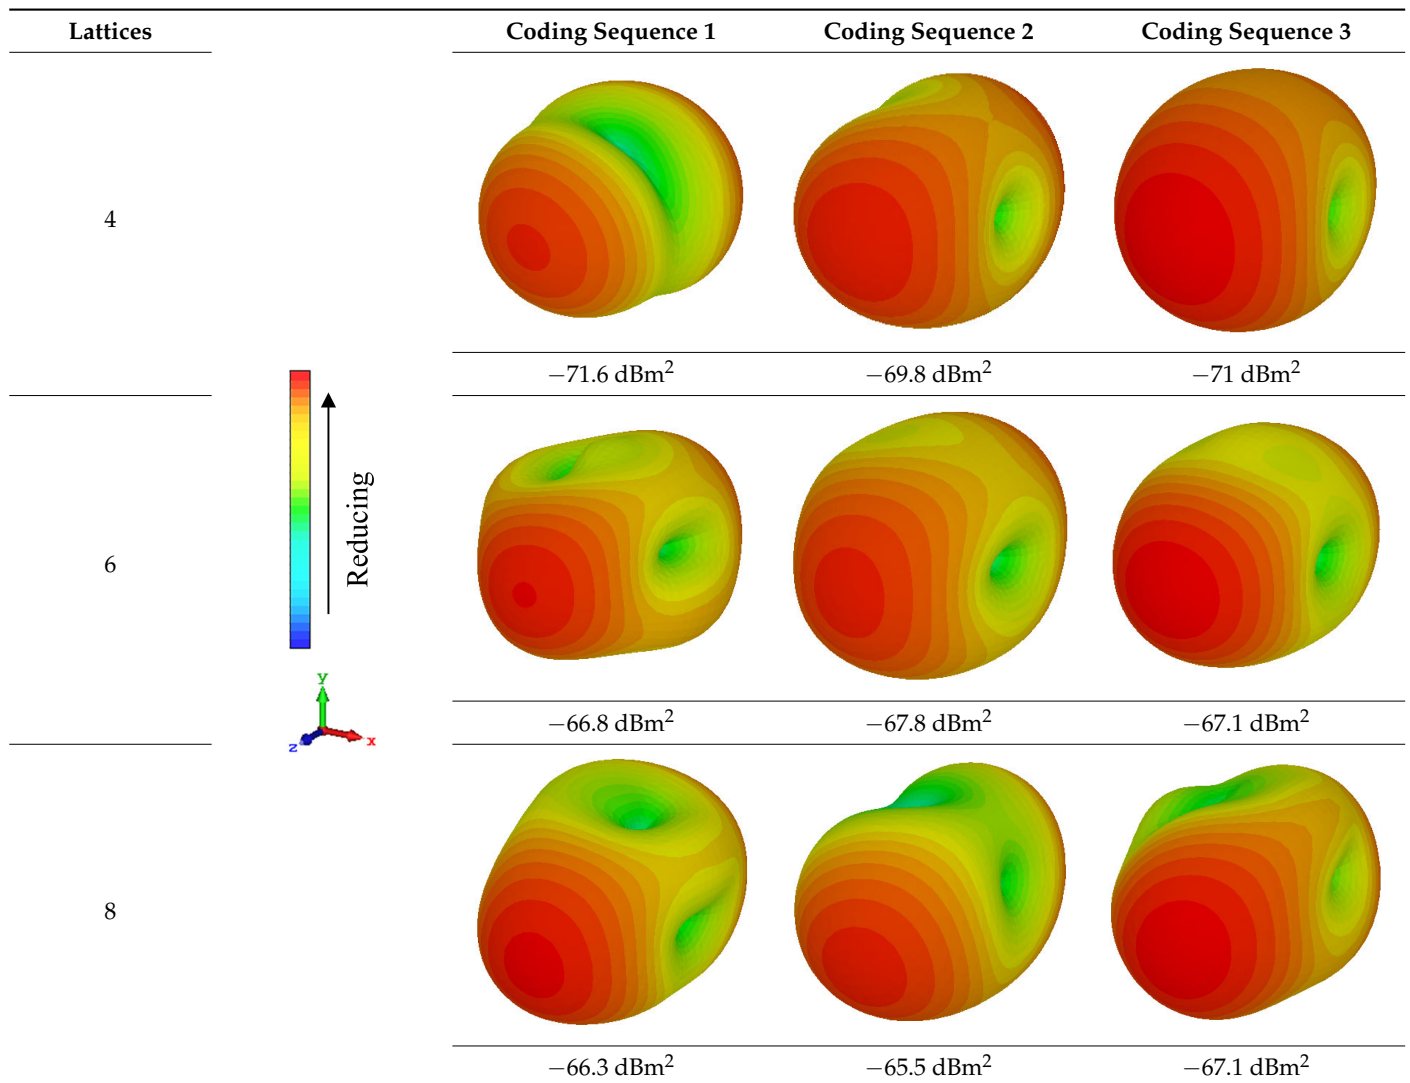 Lattices Coding Sequence 1 Coding Sequence 2 Coding Sequence 3
4
−71.6 dBm² −69.8 dBm² −71 dBm²
Reducing
6
y
z x
−66.8 dBm² −67.8 dBm² −67.1 dBm²
8
−66.3 dBm² −65.5 dBm² −67.1 dBm²